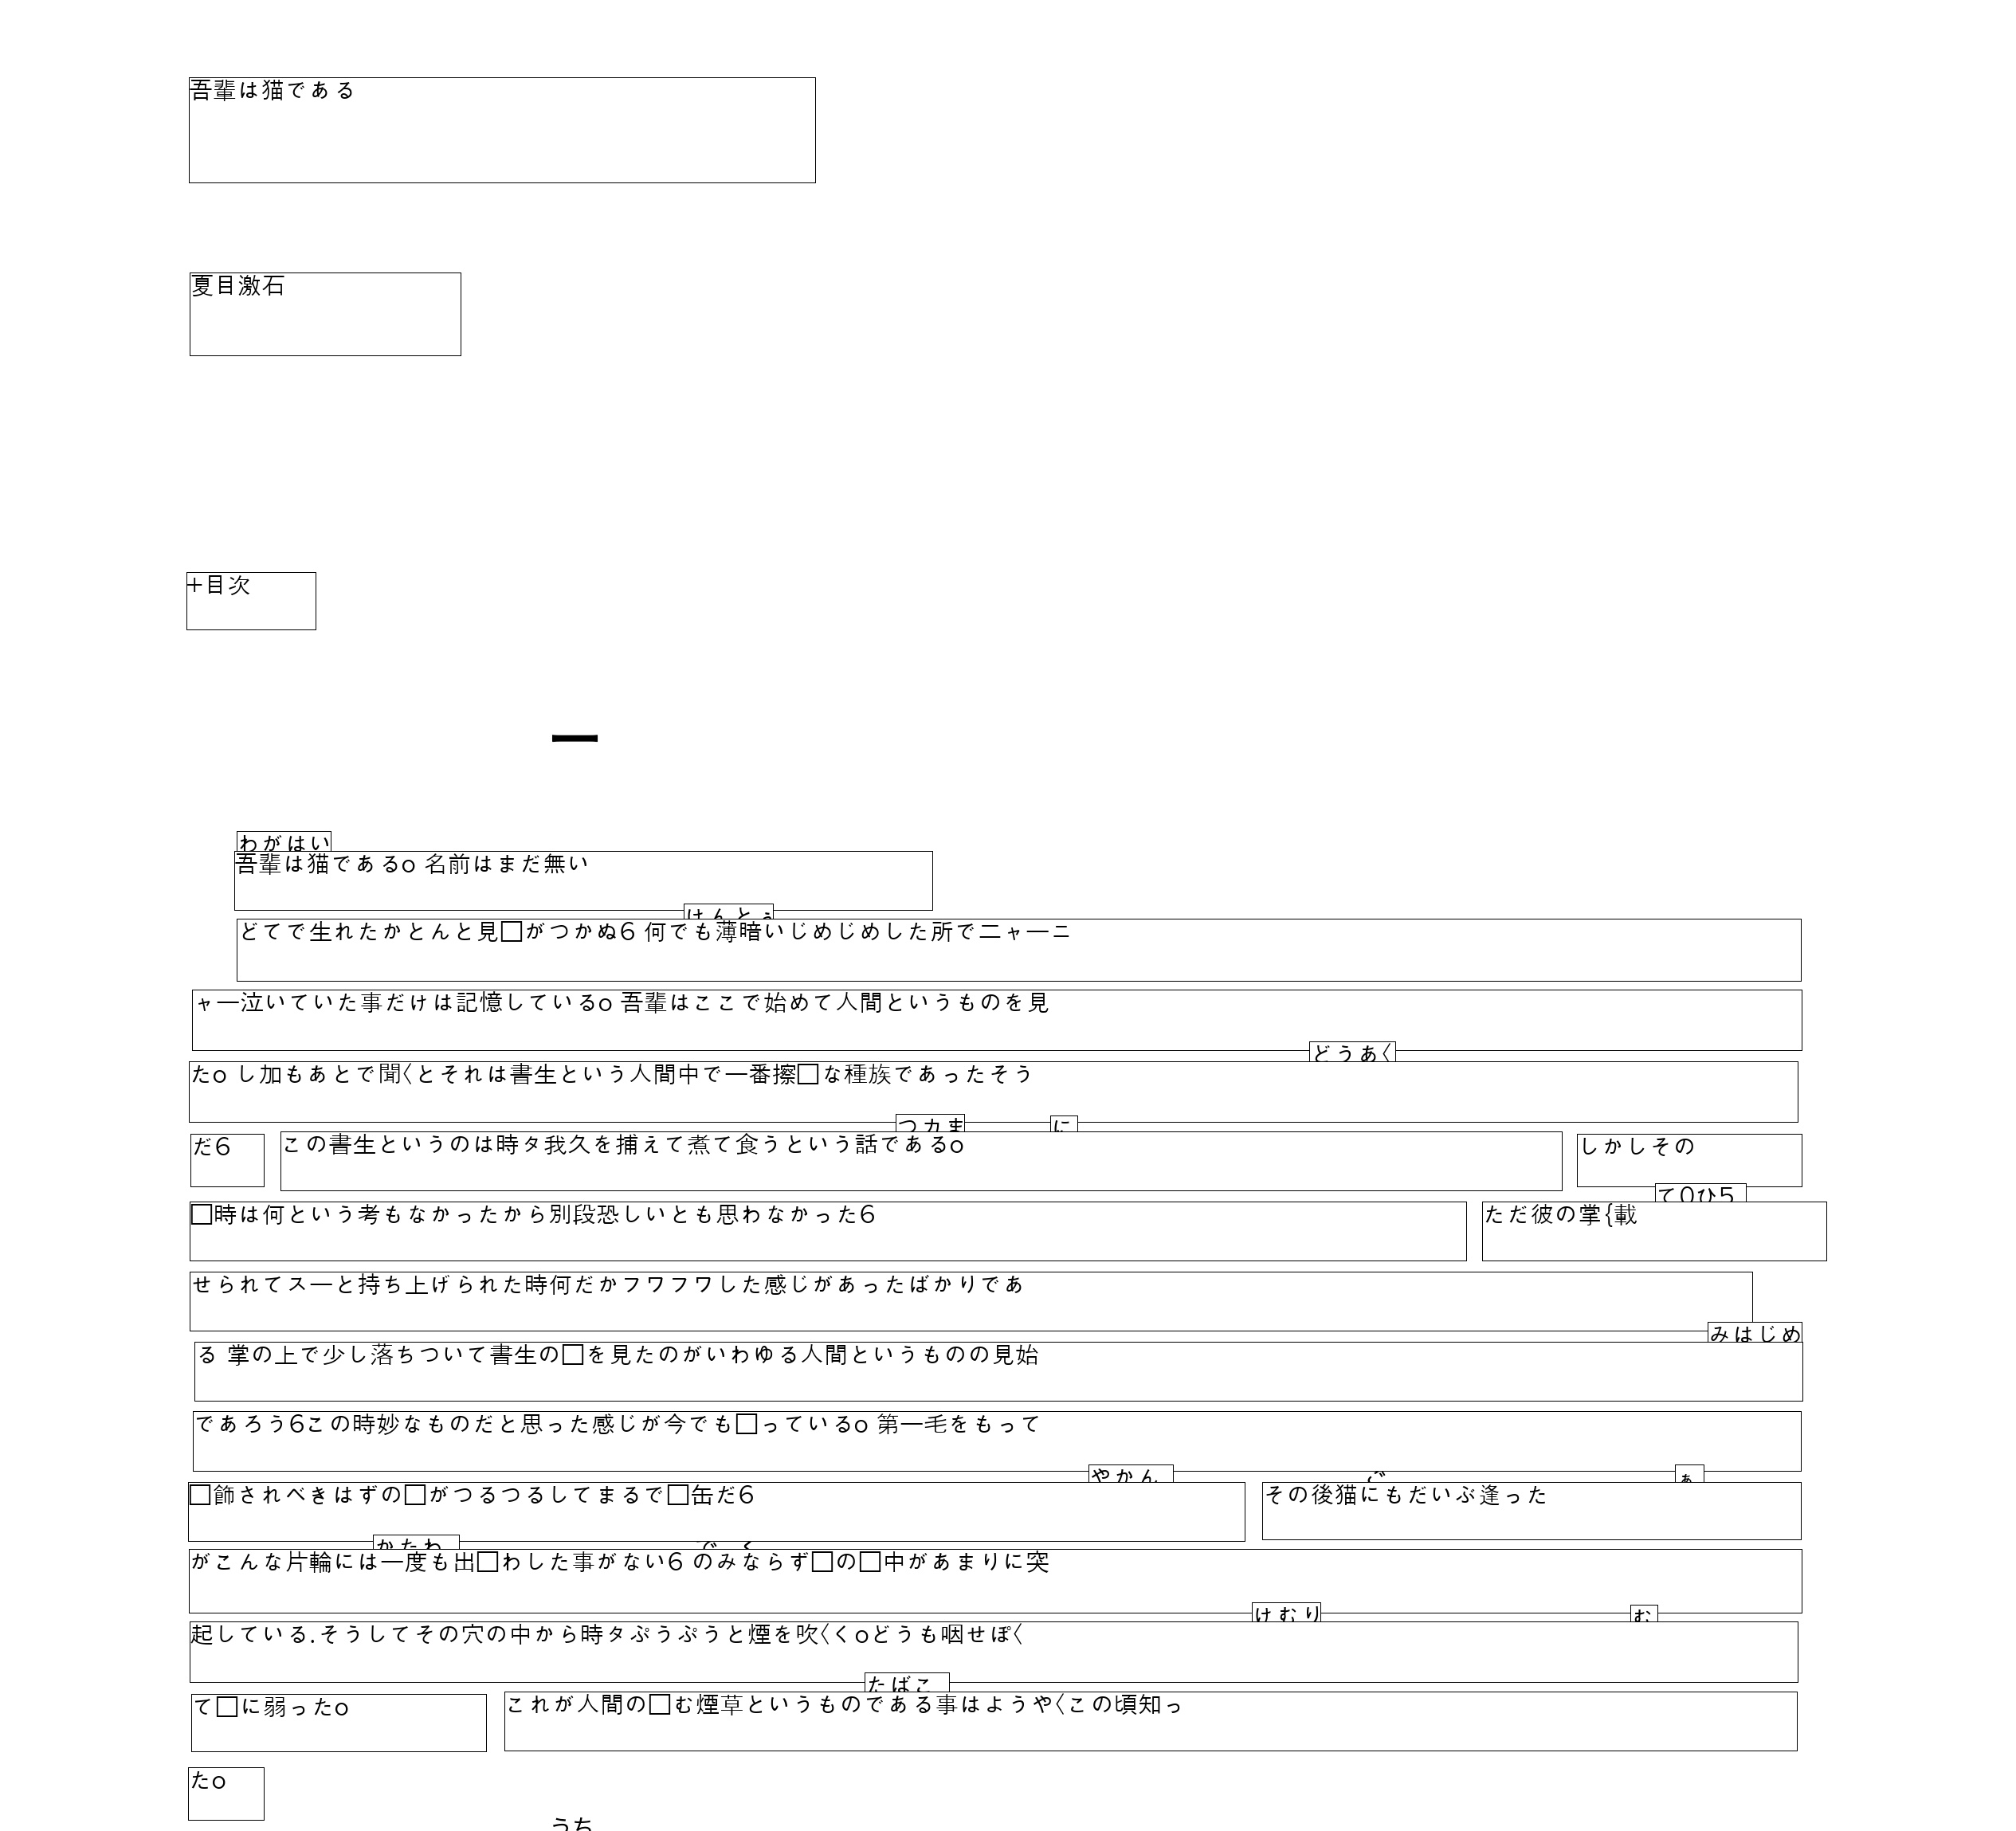 吾輩は猫である
夏目激石
+目次
一
わがはい
吾輩は猫であるo 名前はまだ無い
けんとぅ
どてで生れたかとんと見□がつかぬ6 何でも薄暗いじめじめした所で二ャ一ニ
ャ一泣いていた事だけは記憶しているo 吾輩はここで始めて人間というものを見
どうあ〈
たo し加もあとで聞〈とそれは書生という人間中で一番擦□な種族であったそう
つカま に
だ6 この書生というのは時タ我久を捕えて煮て食うという話であるo しかしその
て0ひ5
□時は何という考もなかったから別段恐しいとも思わなかった6 ただ彼の掌{載
せられてス一と持ち上げられた時何だかフワフワした感じがあったばかりであ
みはじめ
る 掌の上で少し落ちついて書生の□を見たのがいわゆる人間というものの見始
であろう6この時妙なものだと思った感じが今でも□っているo 第一毛をもって
やかん ぁ
□飾されべきはずの□がつるつるしてまるで□缶だ6 その後猫にもだいぶ逢った
かたわ
がこんな片輪には一度も出□わした事がない6 のみならず□の□中があまりに突
けむり む
起している.そうしてその穴の中から時タぷうぷうと煙を吹〈くoどうも咽せぽ〈
たばこ
て□に弱ったo これが人間の□む煙草というものである事はようや〈この頃知っ
たo
うち